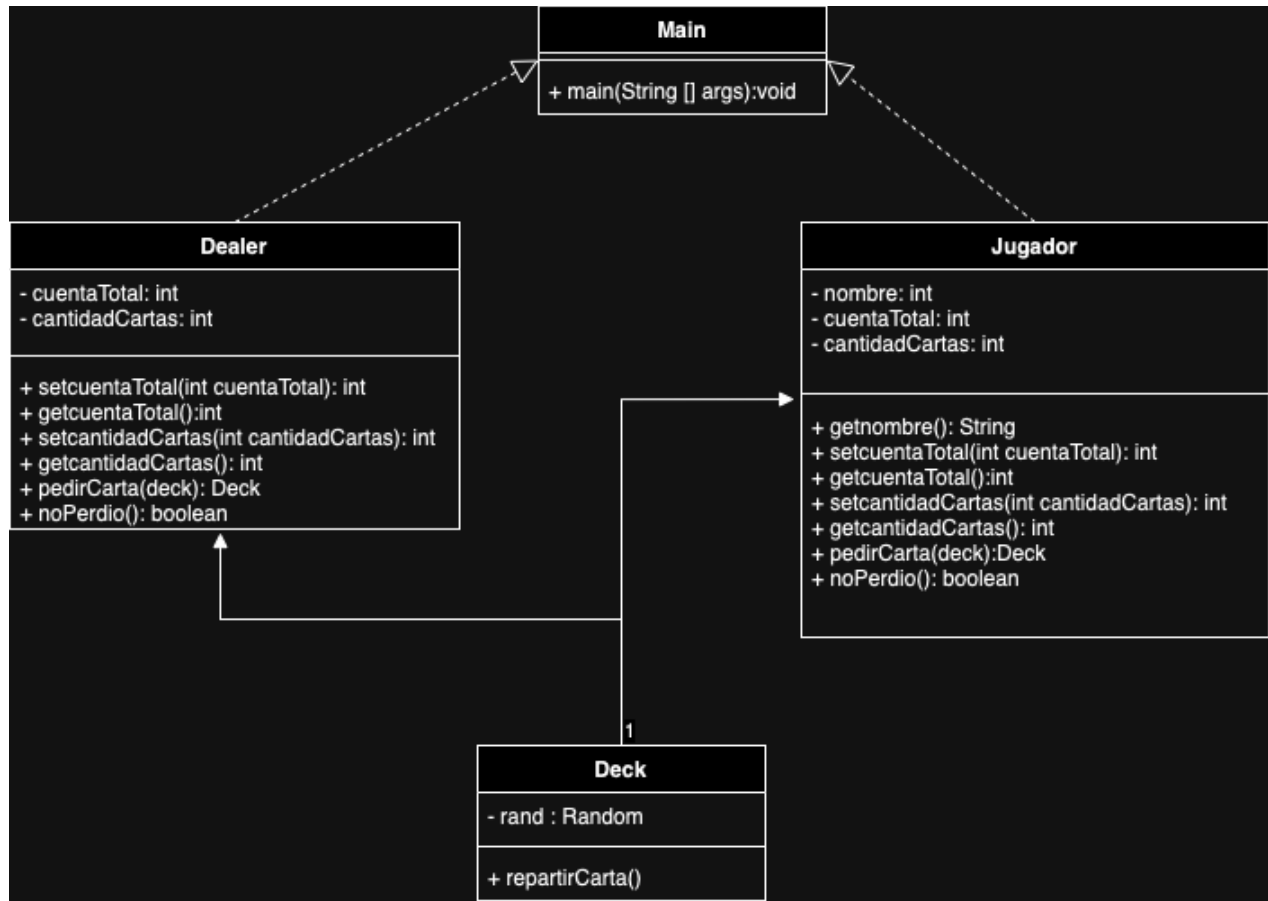 Main
+ main(String [] args):void
Dealer
- cuentaTotal: int
- cantidadCartas: int
+ setcuentaTotal(int cuentaTotal): int
+ getcuentaTotal():int
+ setcantidadCartas(int cantidadCartas): int
+ getcantidadCartas(): int
+ pedirCarta(deck): Deck
+ noPerdio(): boolean
Jugador
- nombre: int
- cuentaTotal: int
- cantidadCartas: int
+ getnombre(): String
+ setcuentaTotal(int cuentaTotal): int
+ getcuentaTotal():int
+ setcantidadCartas(int cantidadCartas): int
+ getcantidadCartas(): int
+ pedirCarta(deck):Deck
+ noPerdio(): boolean
1
Deck
- rand : Random
+ repartirCarta()